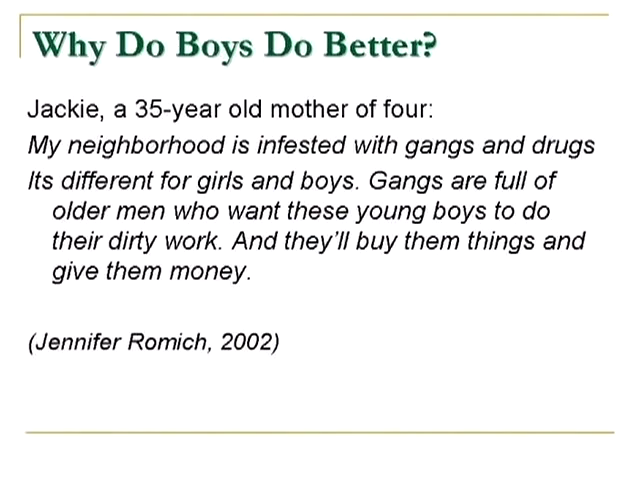 Why Do Boys Do Better?
Jackie, a 35-year old mother of four:
My neighborhood is infested with gangs and drugs
Its different for girls and boys. Gangs are full of
older men who want these young boys to do
their dirty work. And they'll buy them things and
give them money.
(Jennifer Romich, 2002)